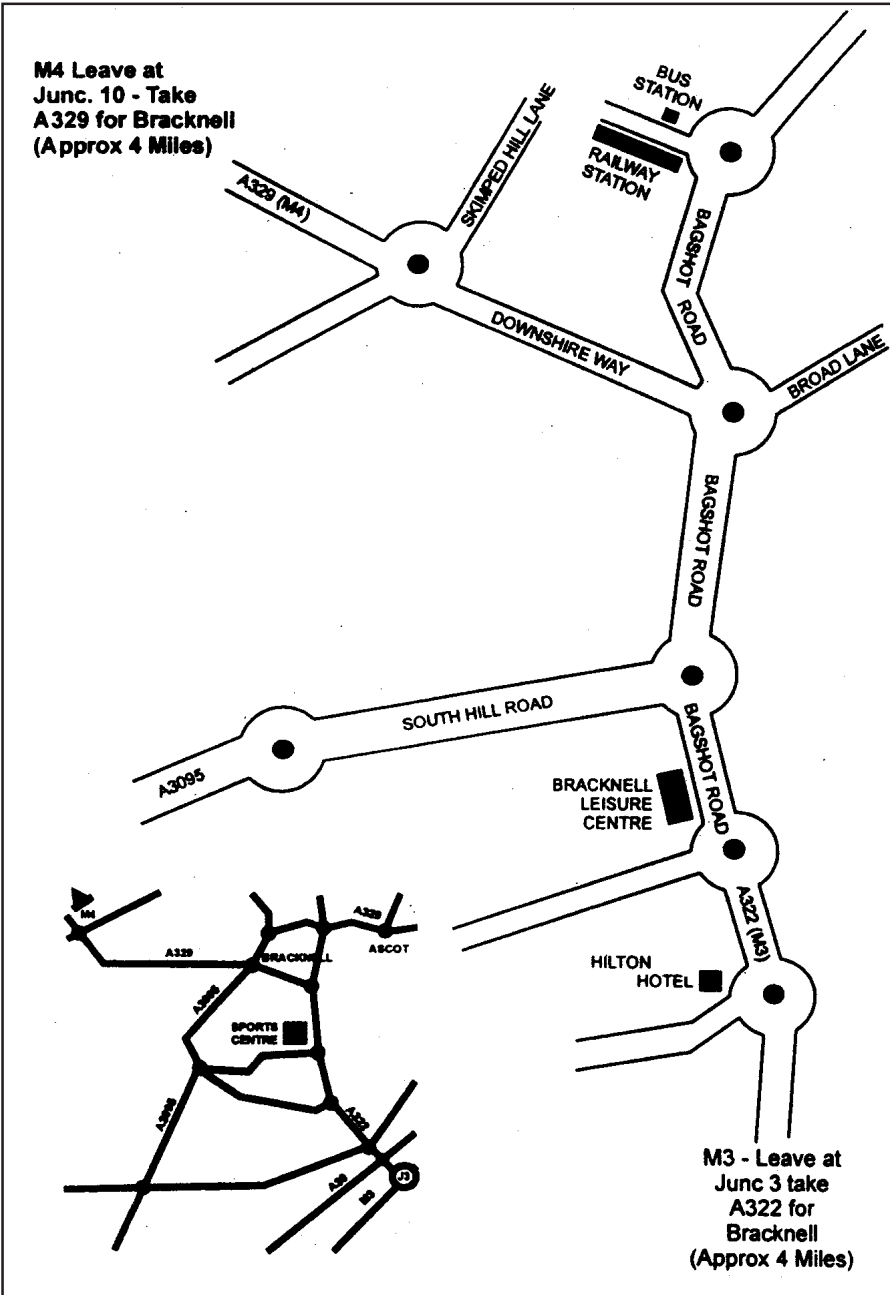 M4 Leave at
Junc. 10 - Take
A329 for Bracknell
(Approx 4 Miles)
BUS
STATION
RAILWAY
STATION
SKIMPED HILL LANE
A329 (M4)
BAGSHOT
ROAD
DOWNSHIRE WAY
BROAD LANE
BAGSHOT ROAD
SOUTH HILL ROAD
A3095
BAGSHOT ROAD
BRACKNELL
LEISURE
CENTRE
A322 (M3)
HILTON
HOTEL
M4
A329
A329
ASCOT
BRACKNELL
A3095
SPORTS
CENTRE
A3095
A322
A30
M3
J3
M3 - Leave at
Junc 3 take
A322 for
Bracknell
(Approx 4 Miles)